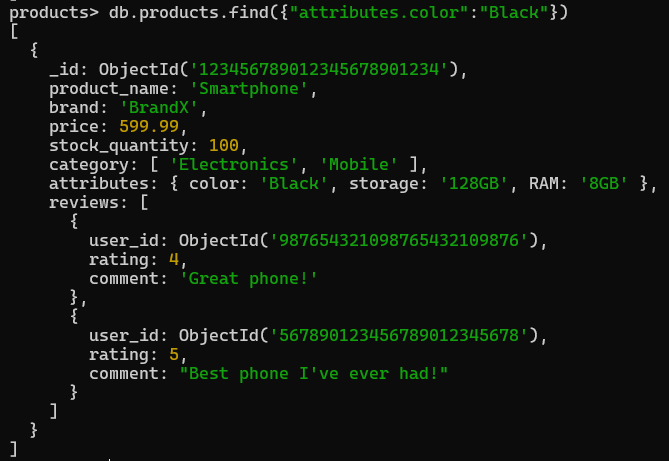 products> db.products.find({"attributes.color":"Black"})
[
  {
    _id: ObjectId('123456789012345678901234'),
    product_name: 'Smartphone',
    brand: 'BrandX',
    price: 599.99,
    stock_quantity: 100,
    category: [ 'Electronics', 'Mobile' ],
    attributes: { color: 'Black', storage: '128GB', RAM: '8GB' },
    reviews: [
      {
        user_id: ObjectId('987654321098765432109876'),
        rating: 4,
        comment: 'Great phone!'
      },
      {
        user_id: ObjectId('567890123456789012345678'),
        rating: 5,
        comment: "Best phone I've ever had!"
      }
    ]
  }
]